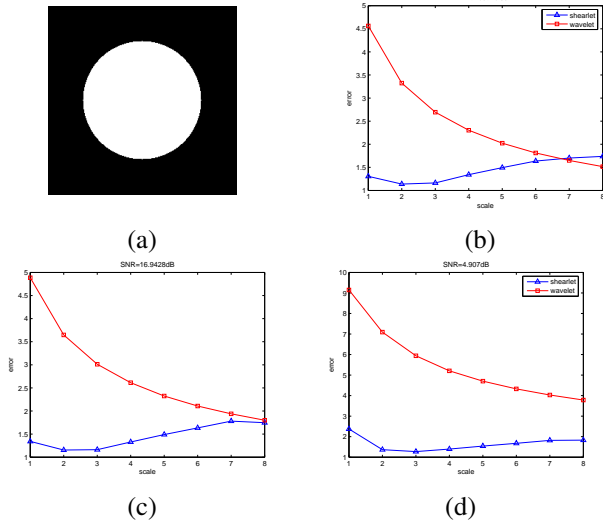 5
4.5
4
3.5
3
2.5
2
1.5
1
error
1 2 3 4 5 6 7 8
scale
shearlet
wavelet
(a)
(b)
SNR=16.9428dB
5
4.5
4
3.5
3
2.5
2
1.5
1
error
1 2 3 4 5 6 7 8
scale
SNR=4.907dB
10
9
8
7
6
5
4
3
2
error
1 2 3 4 5 6 7 8
scale
shearlet
wavelet
(c)
(d)